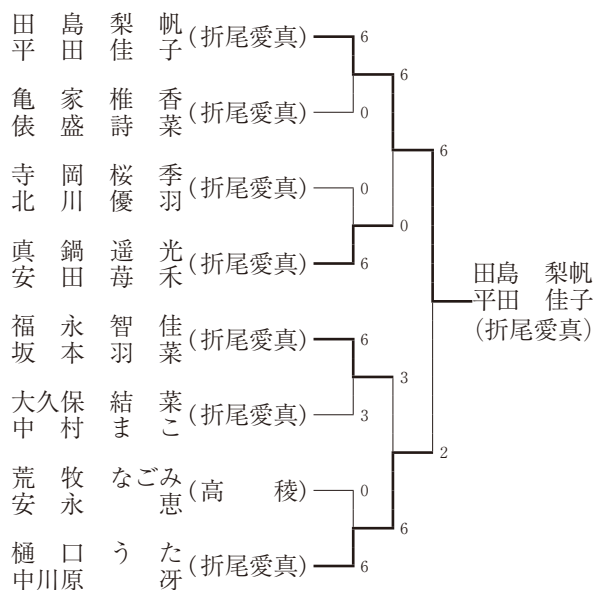 田島梨帆
平田佳子
(折尾愛真)
6
亀家椎香
俵盛詩菜
(折尾愛真)
0
6
寺岡桜季
北川優羽
(折尾愛真)
0
真鍋遥光
安田苺禾
(折尾愛真)
6
0
6
福永智佳
坂本羽菜
(折尾愛真)
6
大久保結菜
中村まこ
(折尾愛真)
3
3
荒牧なごみ
安永恵
(高稜)
0
樋口うた
中川原冴
(折尾愛真)
6
6
2
田島 梨帆
平田 佳子
(折尾愛真)